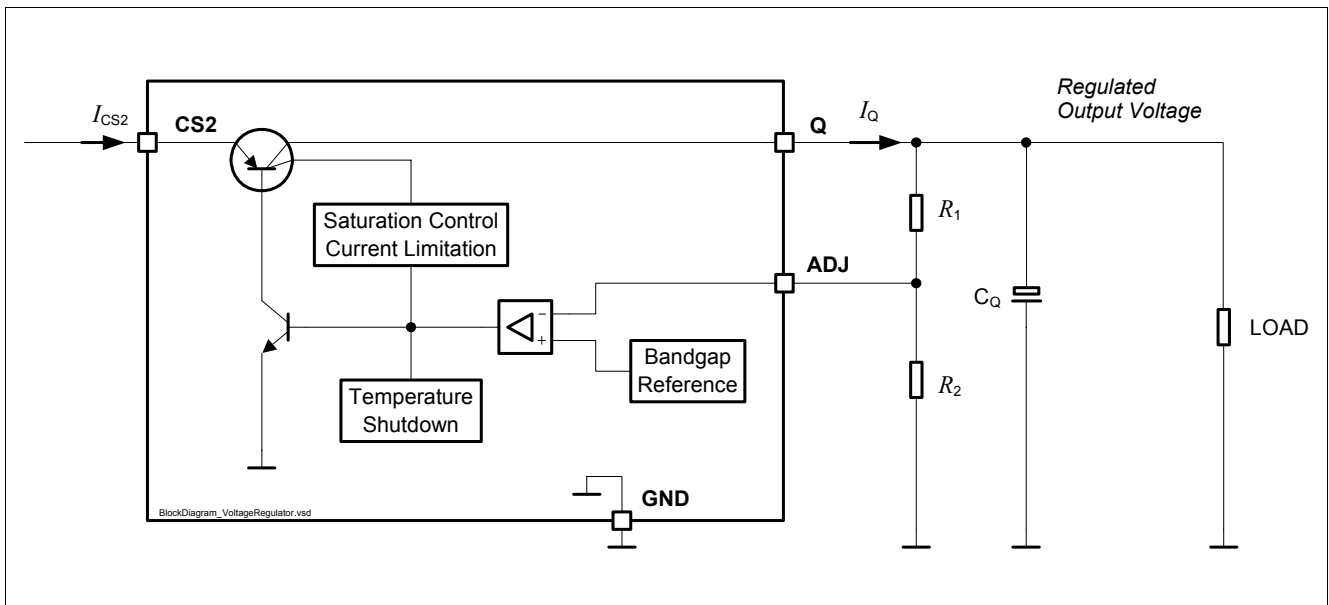 I_CS2
CS2
Q
I_Q
Regulated
Output Voltage
Saturation Control
Current Limitation
R_1
ADJ
C_Q
LOAD
-
+
Bandgap
Reference
R_2
Temperature
Shutdown
GND
BlockDiagram_VoltageRegulator.vsd